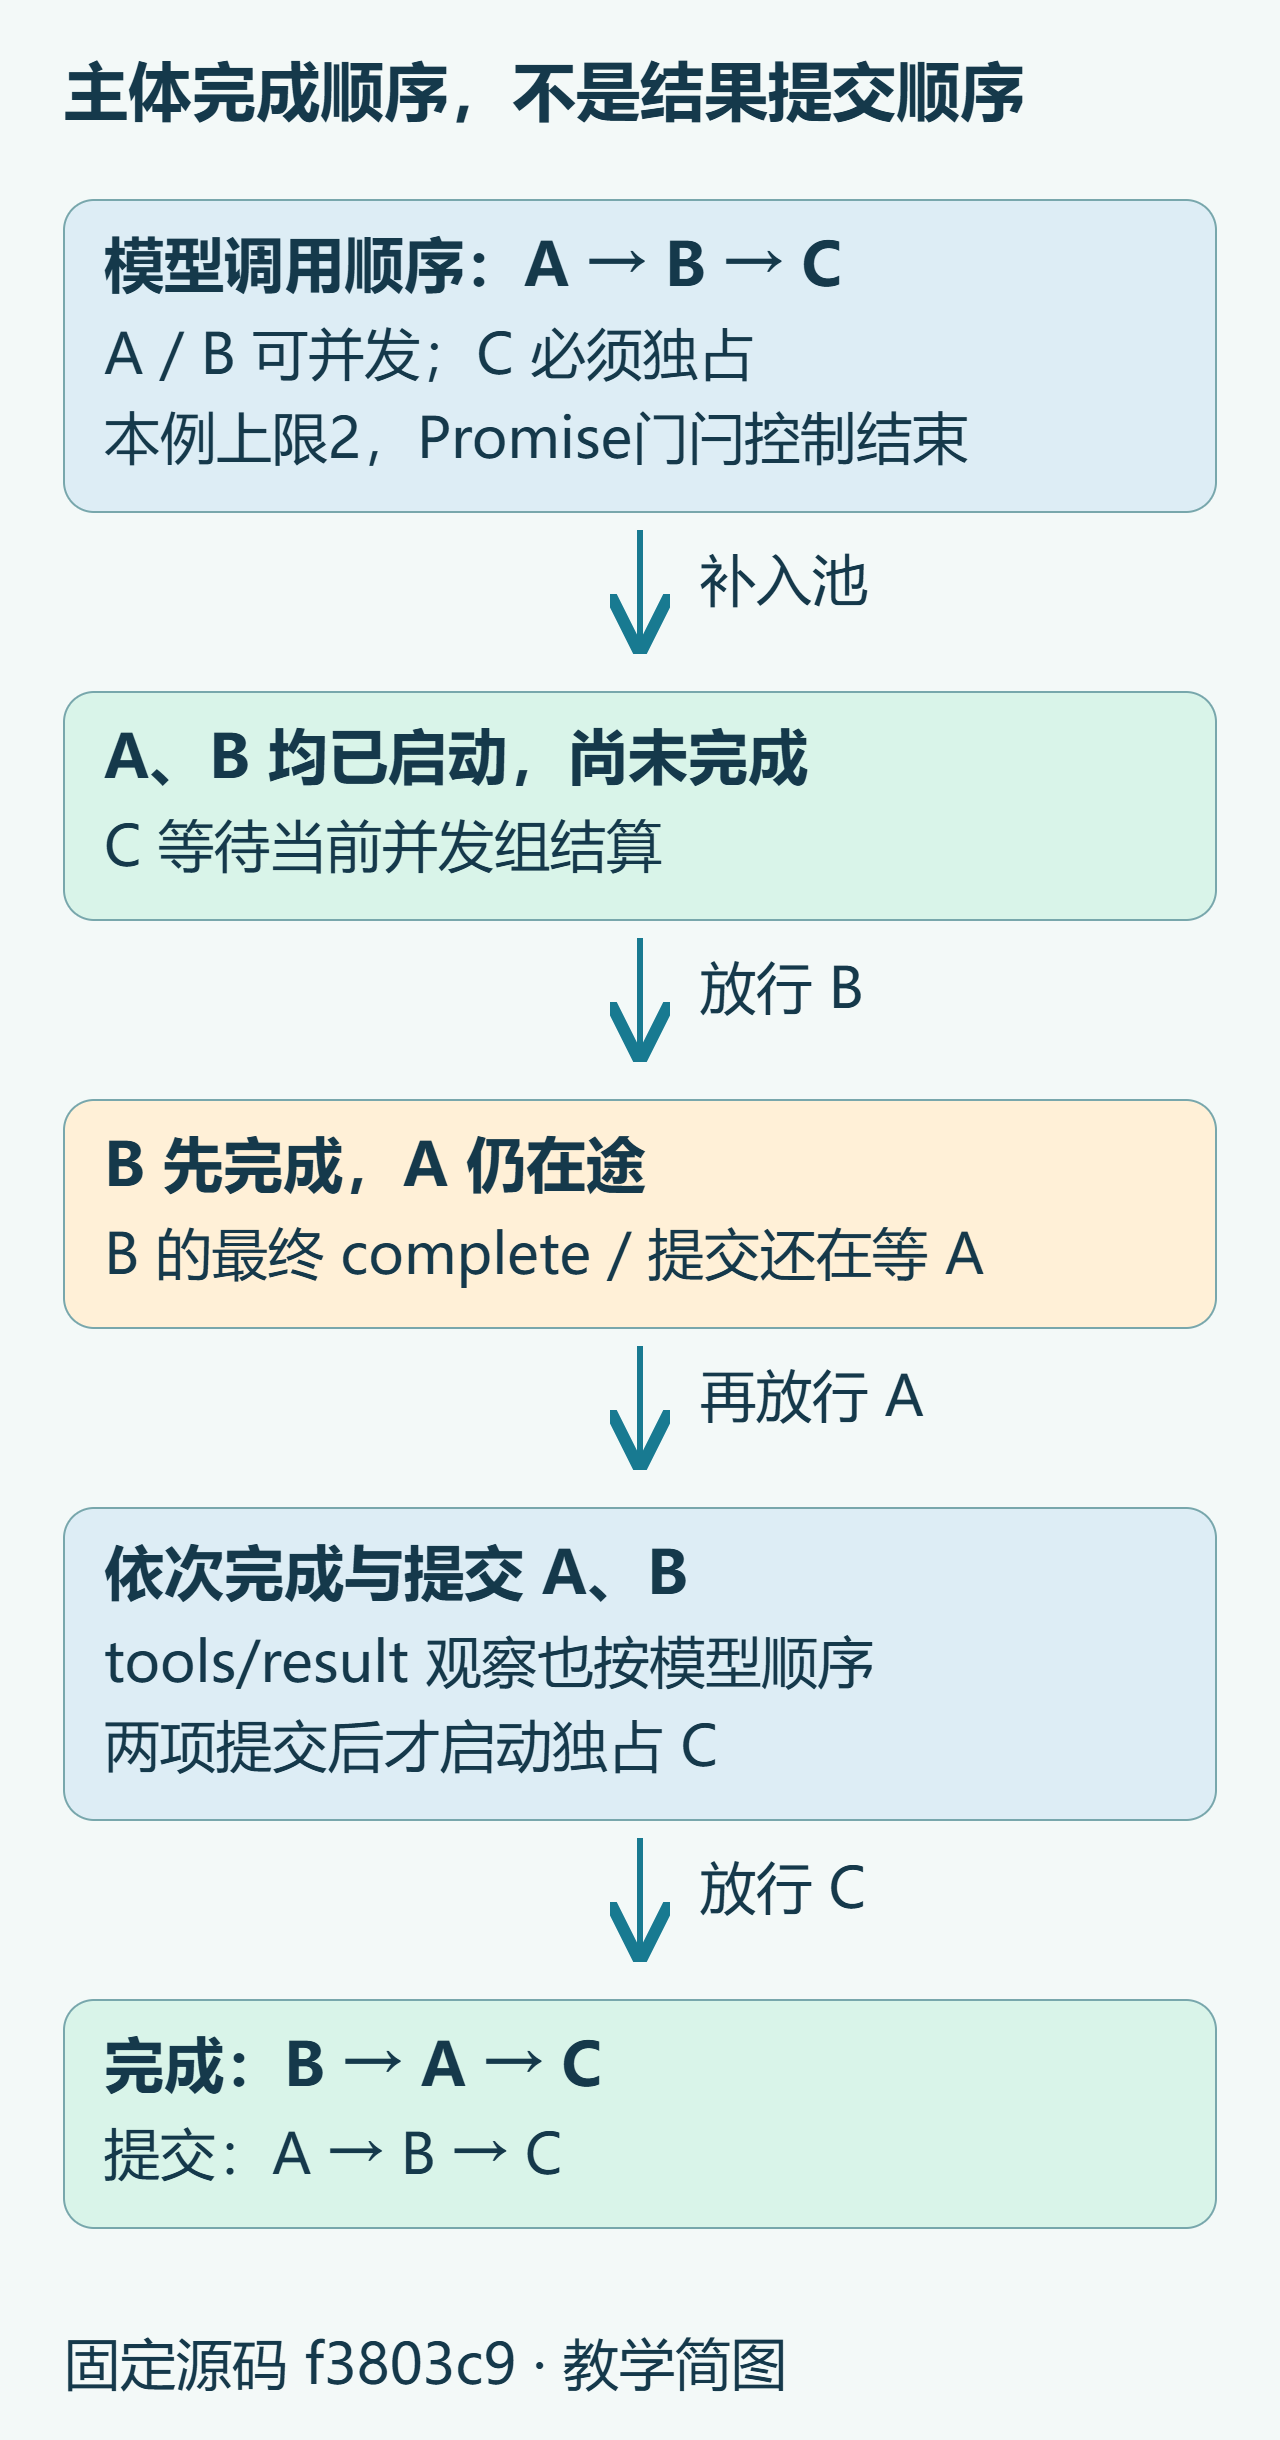 主体完成顺序，不是结果提交顺序
模型调用顺序：A → B → C
A / B 可并发；C 必须独占
本例上限2，Promise门闩控制结束
补入池
A、B 均已启动，尚未完成
C 等待当前并发组结算
放行 B
B 先完成，A 仍在途
B 的最终 complete / 提交还在等 A
再放行 A
依次完成与提交 A、B
tools/result 观察也按模型顺序
两项提交后才启动独占 C
放行 C
完成：B → A → C
提交：A → B → C
固定源码 f3803c9 · 教学简图